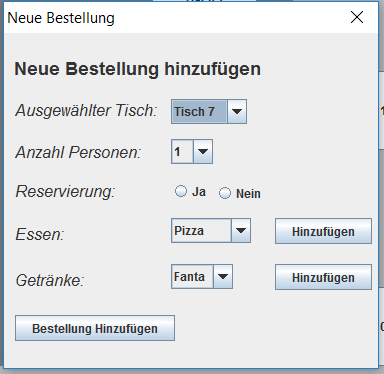 Neue Bestellung
Neue Bestellung hinzufügen
Ausgewählter Tisch: Tisch 7
Anzahl Personen: 1
Reservierung: Ja Nein
Essen: Pizza Hinzufügen
Getränke: Fanta Hinzufügen
Bestellung Hinzufügen